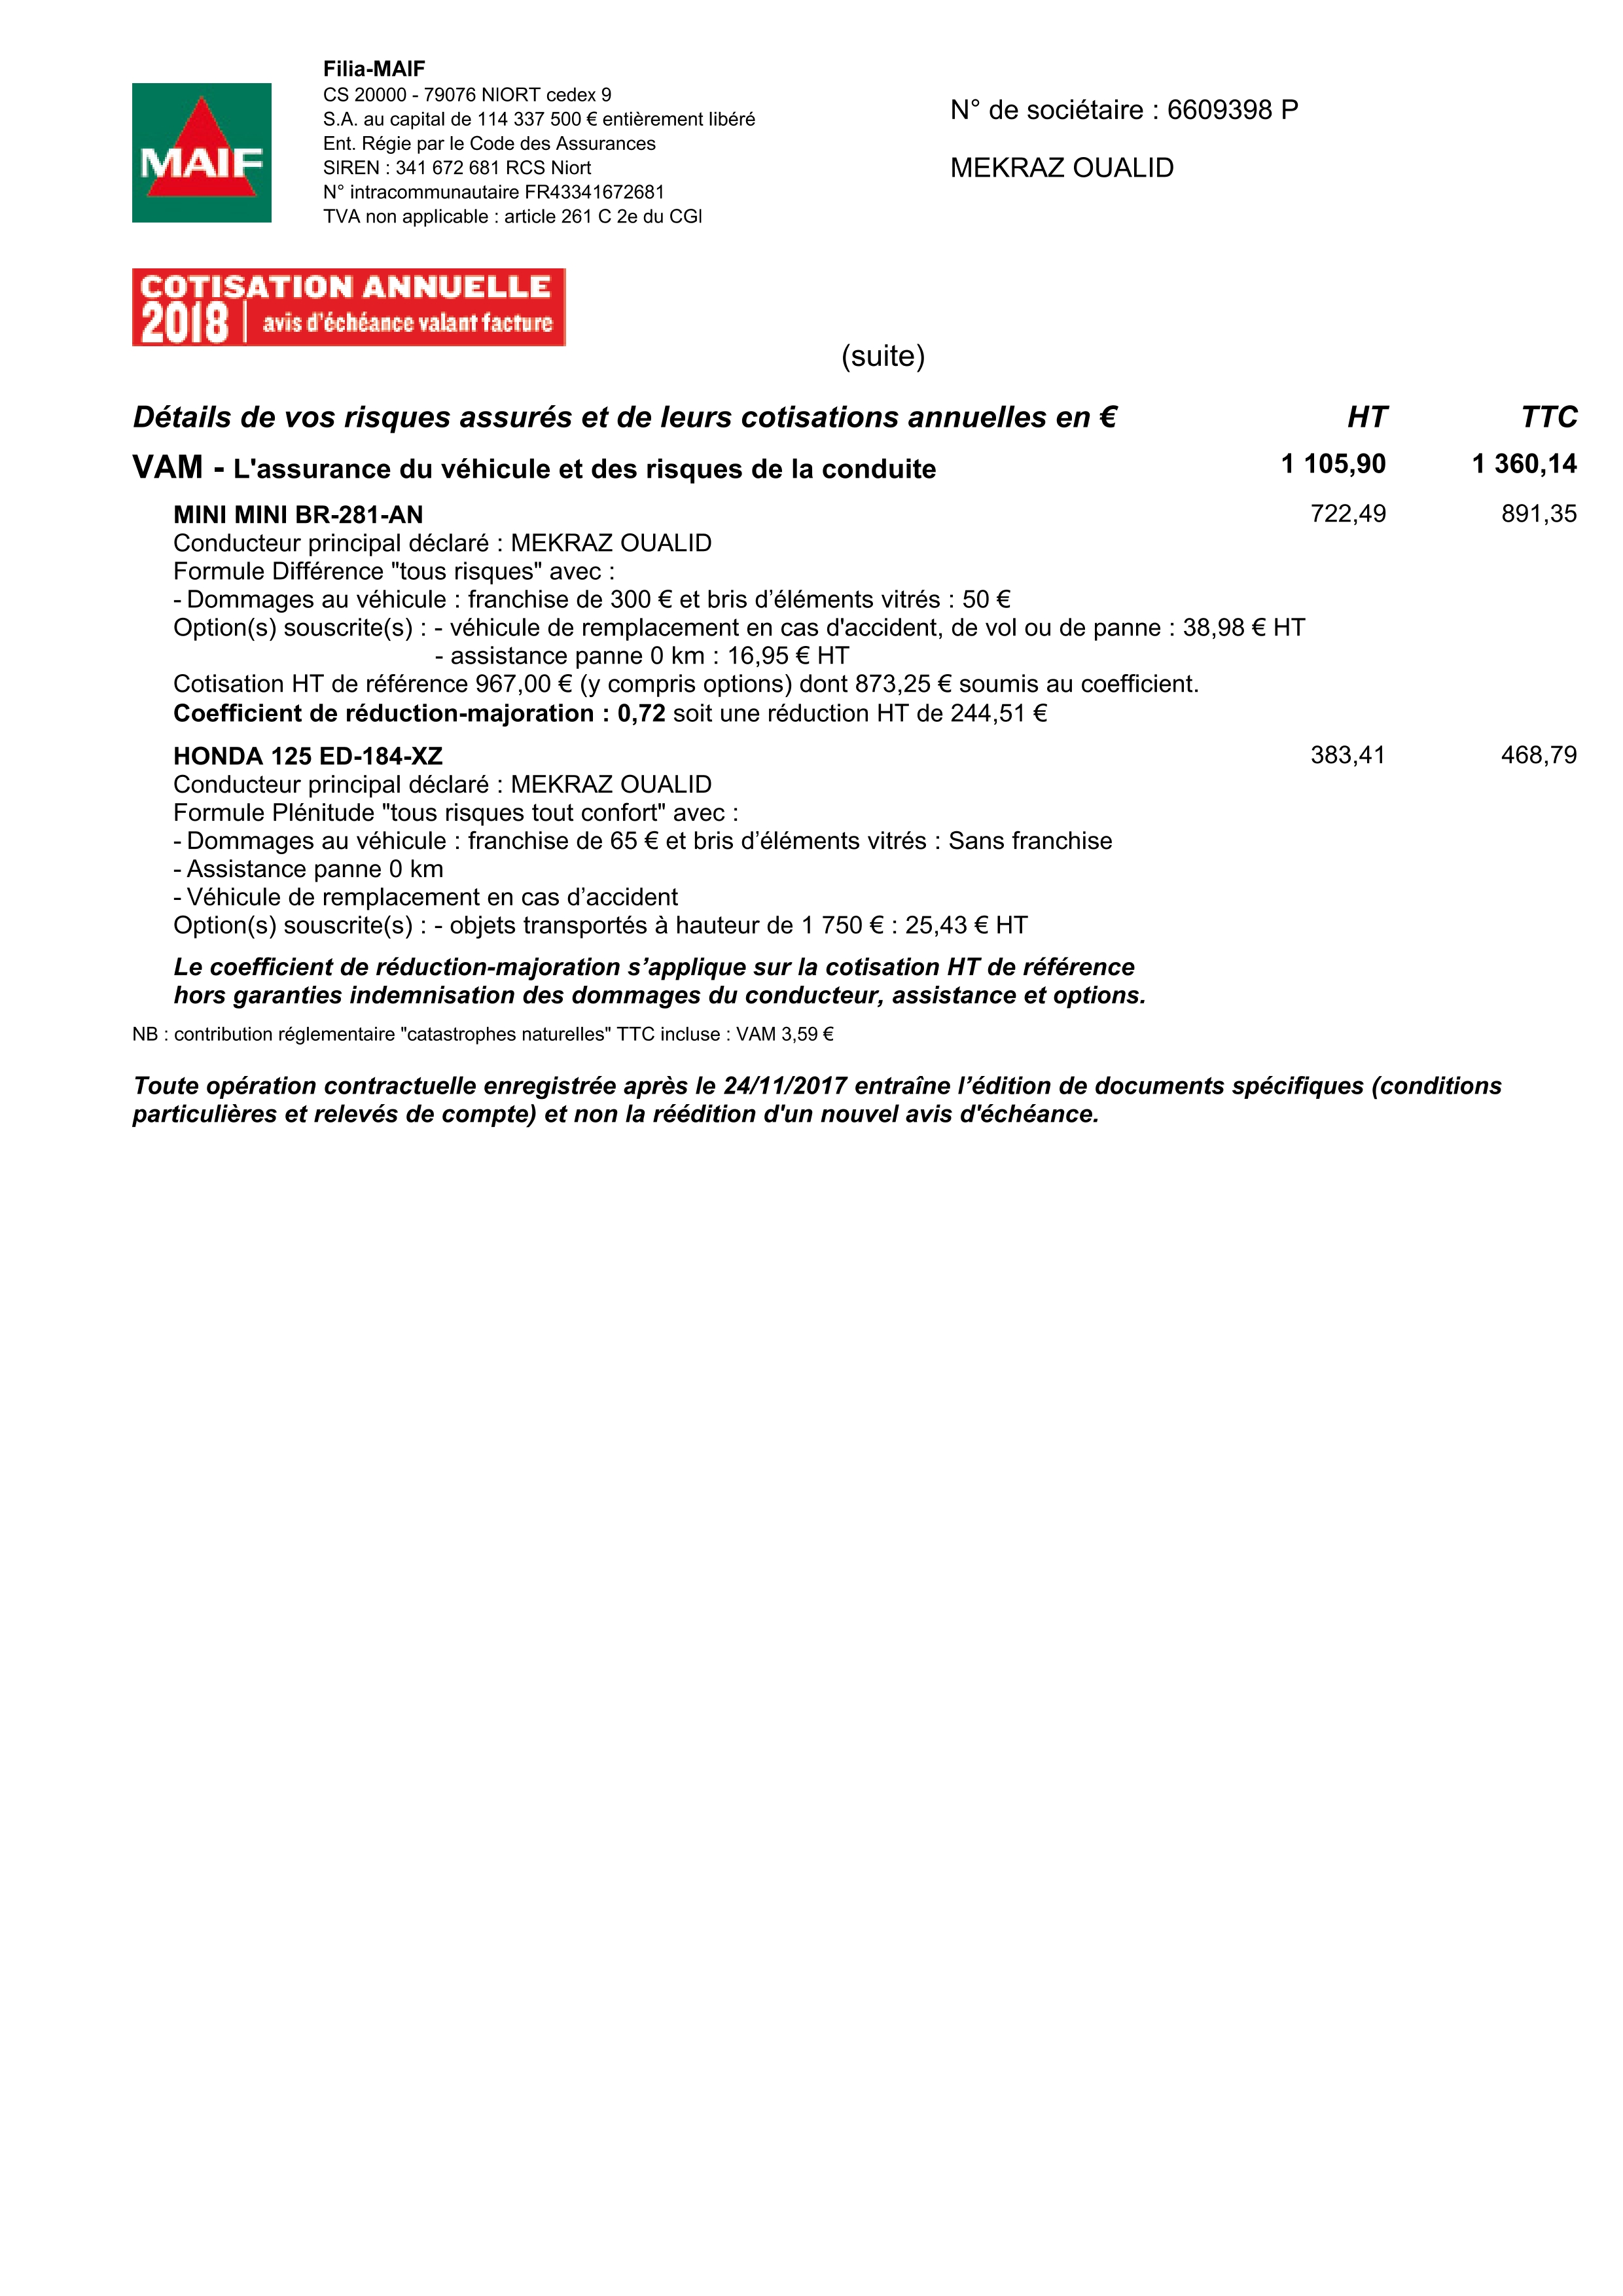 MAIF
Filia-MAIF
CS 20000 - 79076 NIORT cedex 9
S.A. au capital de 114 337 500 € entièrement libéré
Ent. Régie par le Code des Assurances
SIREN : 341 672 681 RCS Niort
N° intracommunautaire FR43341672681
TVA non applicable : article 261 C 2e du CGI
N° de sociétaire : 6609398 P
MEKRAZ OUALID
COTISATION ANNUELLE
2018 | avis d'échéance valant facture
(suite)
Détails de vos risques assurés et de leurs cotisations annuelles en € HT TTC
VAM - L'assurance du véhicule et des risques de la conduite 1 105,90 1 360,14
MINI MINI BR-281-AN 722,49 891,35
Conducteur principal déclaré : MEKRAZ OUALID
Formule Différence "tous risques" avec :
- Dommages au véhicule : franchise de 300 € et bris d’éléments vitrés : 50 €
Option(s) souscrite(s) : - véhicule de remplacement en cas d'accident, de vol ou de panne : 38,98 € HT
- assistance panne 0 km : 16,95 € HT
Cotisation HT de référence 967,00 € (y compris options) dont 873,25 € soumis au coefficient.
Coefficient de réduction-majoration : 0,72 soit une réduction HT de 244,51 €
HONDA 125 ED-184-XZ 383,41 468,79
Conducteur principal déclaré : MEKRAZ OUALID
Formule Plénitude "tous risques tout confort" avec :
- Dommages au véhicule : franchise de 65 € et bris d’éléments vitrés : Sans franchise
- Assistance panne 0 km
- Véhicule de remplacement en cas d’accident
Option(s) souscrite(s) : - objets transportés à hauteur de 1 750 € : 25,43 € HT
Le coefficient de réduction-majoration s’applique sur la cotisation HT de référence
hors garanties indemnisation des dommages du conducteur, assistance et options.
NB : contribution réglementaire "catastrophes naturelles" TTC incluse : VAM 3,59 €
Toute opération contractuelle enregistrée après le 24/11/2017 entraîne l’édition de documents spécifiques (conditions
particulières et relevés de compte) et non la réédition d'un nouvel avis d'échéance.